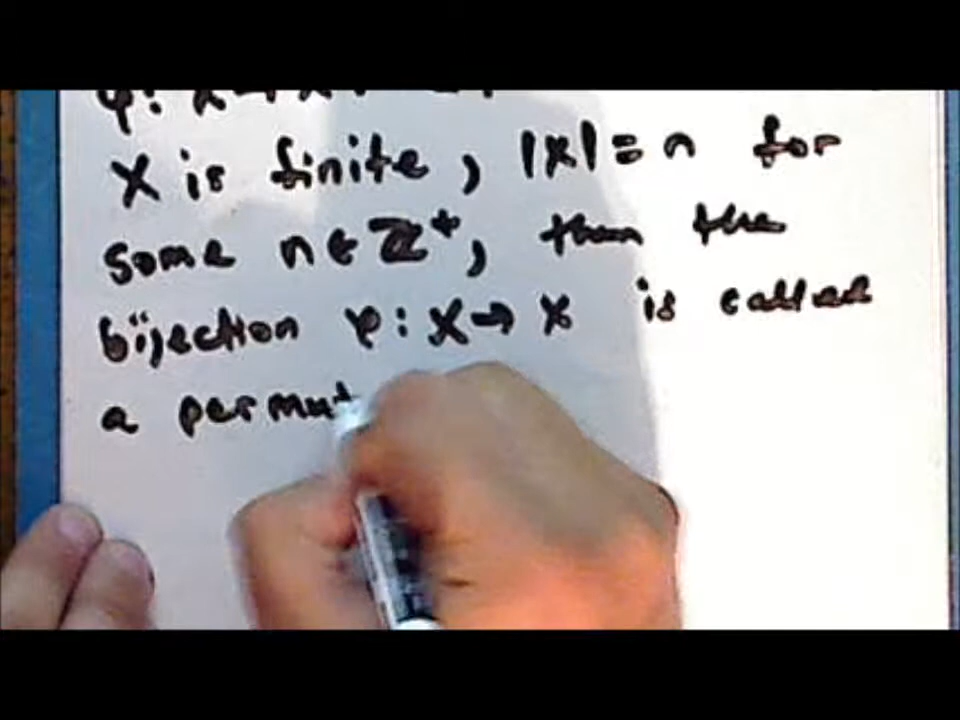 φ: X → X
X is finite, |X| = n for
some n ∈ ℤ⁺, then the
bijection φ: X → X is called
a permut